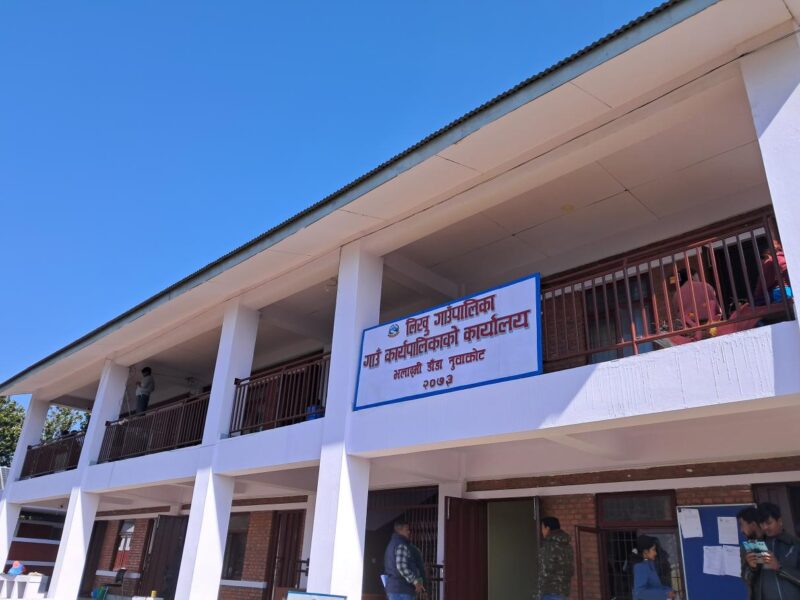 लिखु गाउँपालिका
गाउँ कार्यपालिकाको कार्यालय
भलाक्षी डाँडा नुवाकोट
२०७३